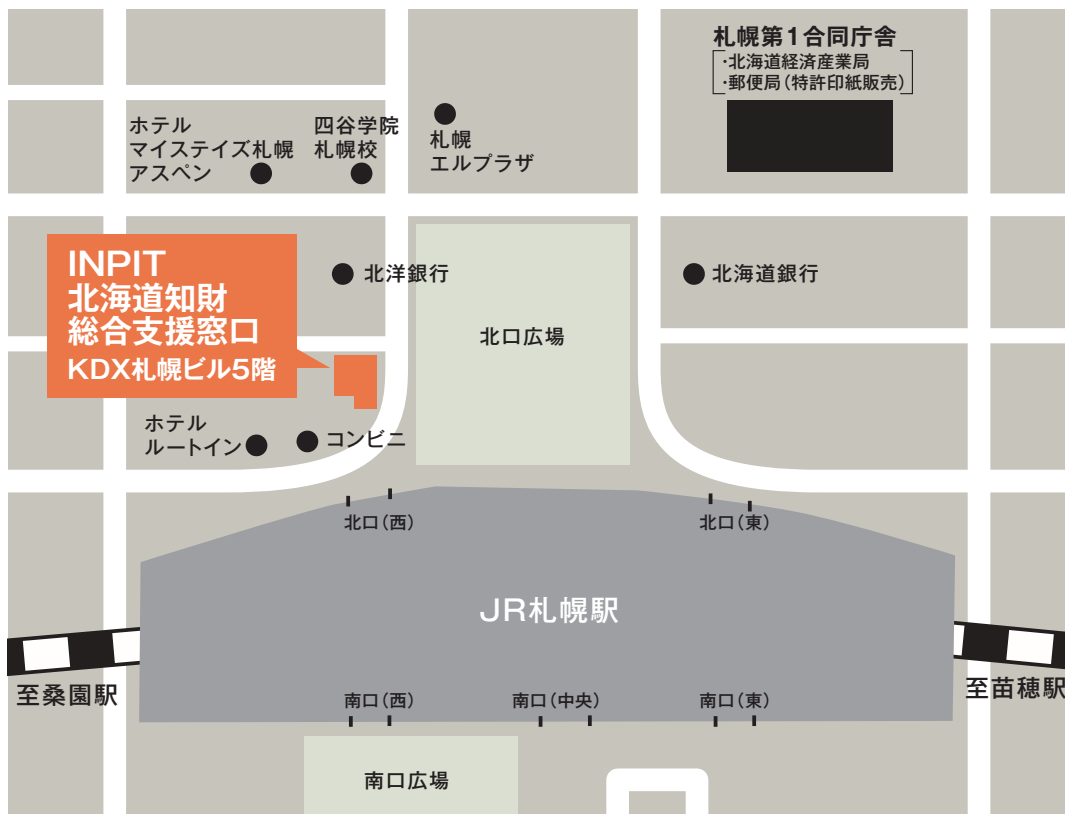 札幌第1合同庁舎
・北海道経済産業局
・郵便局(特許印紙販売)
ホテル
マイステイズ札幌
アスペン
四谷学院
札幌校
札幌
エルプラザ
INPIT
北海道知財
総合支援窓口
KDX札幌ビル5階
北洋銀行
北海道銀行
北口広場
ホテル
ルートイン
コンビニ
北口(西)
北口(東)
JR札幌駅
至桑園駅
至苗穂駅
南口(西)
南口(中央)
南口(東)
南口広場